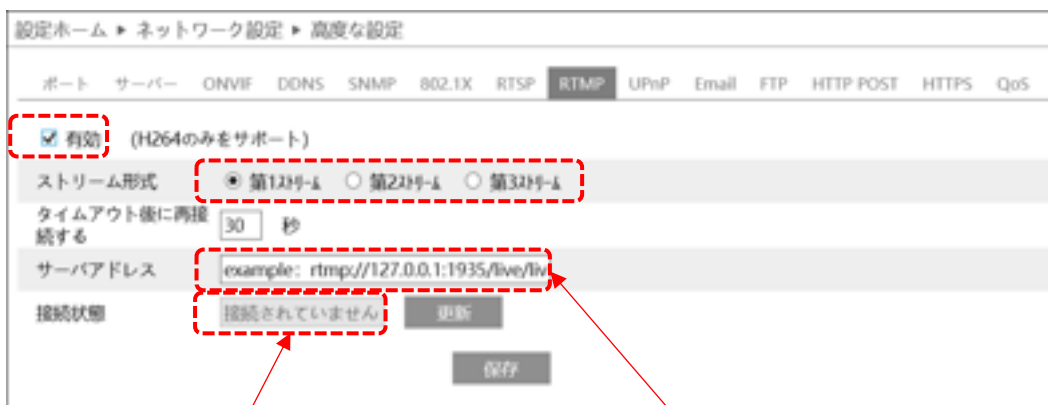 設定ホーム ▶ ネットワーク設定 ▶ 高度な設定
ポート サーバー ONVIF DDNS SNMP 802.1X RTSP RTMP UPnP Email FTP HTTP POST HTTPS QoS
有効 (H264のみをサポート)
ストリーム形式 第1ｽﾄﾘｰﾑ 第2ｽﾄﾘｰﾑ 第3ｽﾄﾘｰﾑ
タイムアウト後に再接
続する 30 秒
サーバアドレス example: rtmp://127.0.0.1:1935/live/liv
接続状態 接続されていません 更新
保存